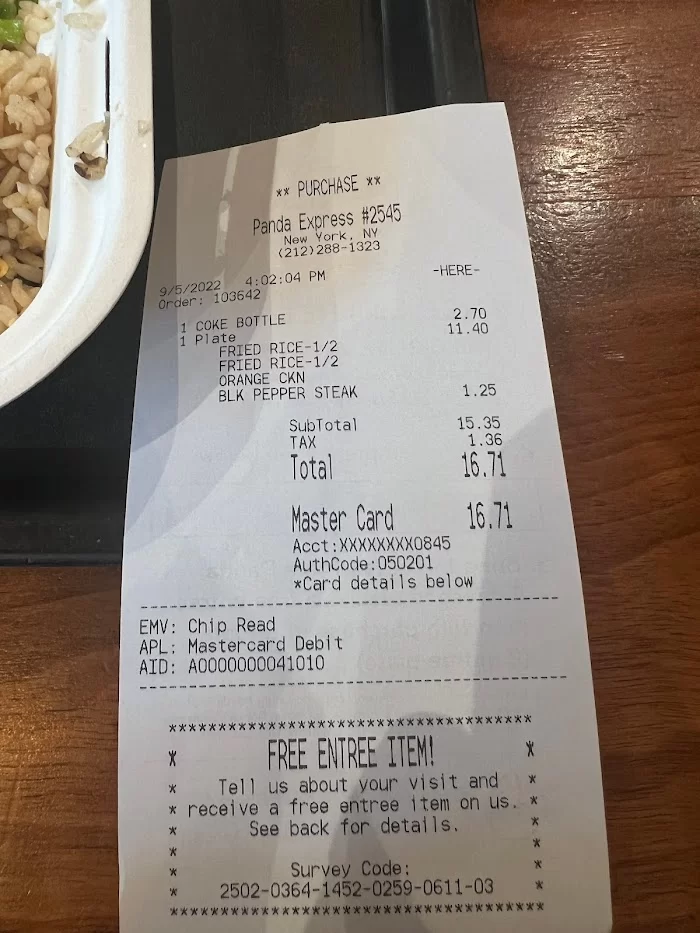 ** PURCHASE **
Panda Express #2545
New York, NY
(212)288-1323
9/5/2022 4:02:04 PM -HERE-
Order: 103642
1 COKE BOTTLE 2.70
1 Plate 11.40
FRIED RICE-1/2
FRIED RICE-1/2
ORANGE CKN
BLK PEPPER STEAK 1.25
SubTotal 15.35
TAX 1.36
Total 16.71
Master Card 16.71
Acct:XXXXXXXX0845
AuthCode:050201
*Card details below
EMV: Chip Read
APL: Mastercard Debit
AID: A0000000041010
FREE ENTREE ITEM!
Tell us about your visit and
receive a free entree item on us.
See back for details.
Survey Code:
2502-0364-1452-0259-0611-03